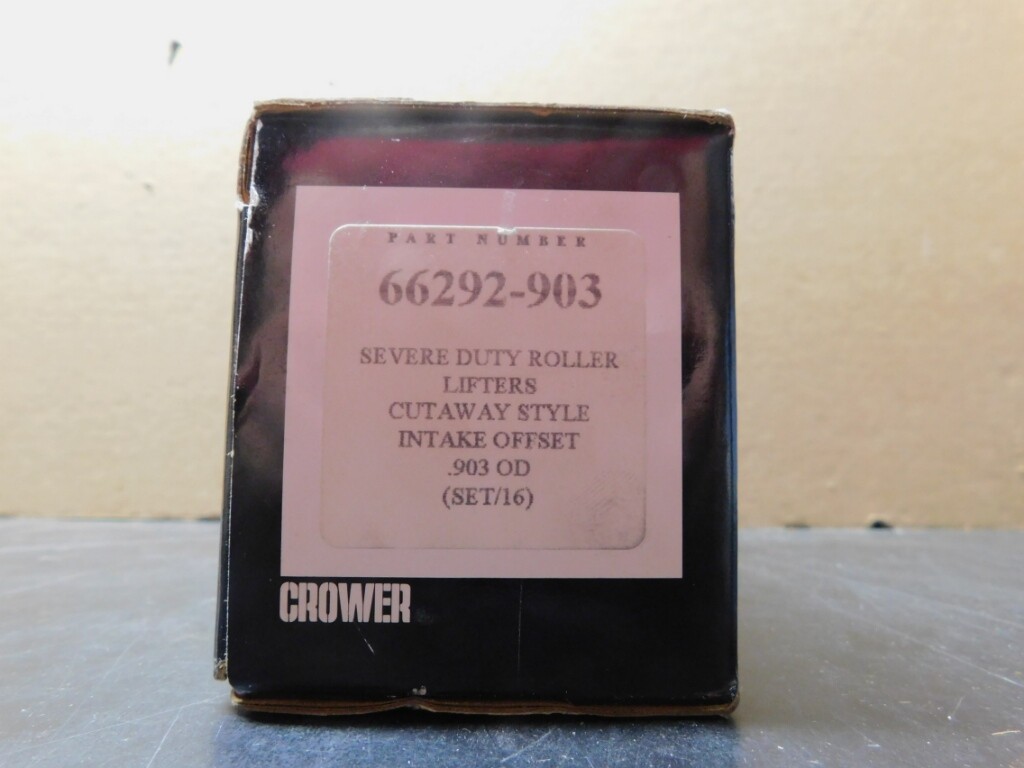 PART NUMBER
66292-903
SEVERE DUTY ROLLER
LIFTERS
CUTAWAY STYLE
INTAKE OFFSET
.903 OD
(SET/16)
CROWER